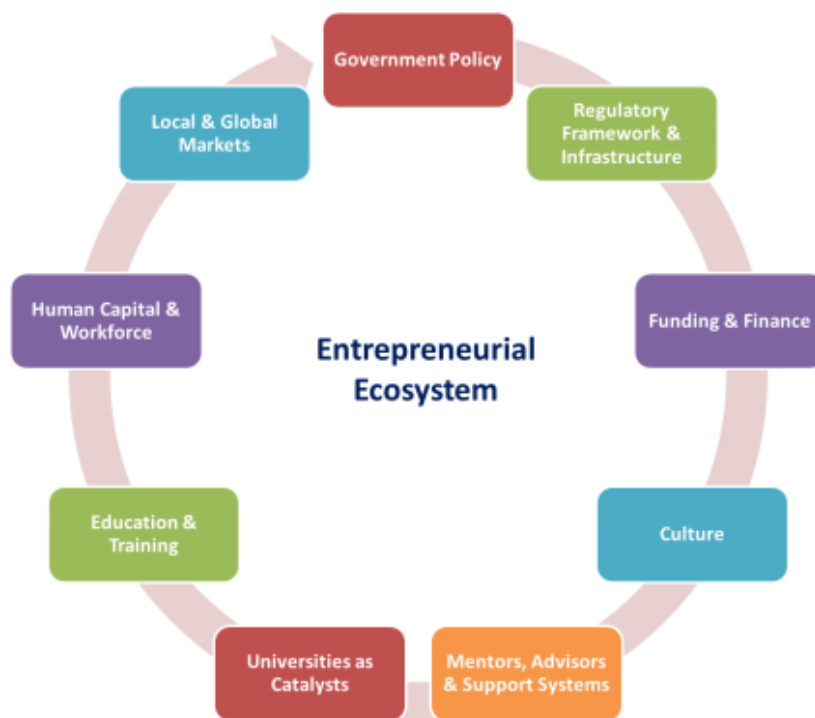 Government Policy
Regulatory
Framework &
Infrastructure
Funding & Finance
Culture
Mentors, Advisors
& Support Systems
Universities as
Catalysts
Education &
Training
Human Capital &
Workforce
Local & Global
Markets
Entrepreneurial
Ecosystem